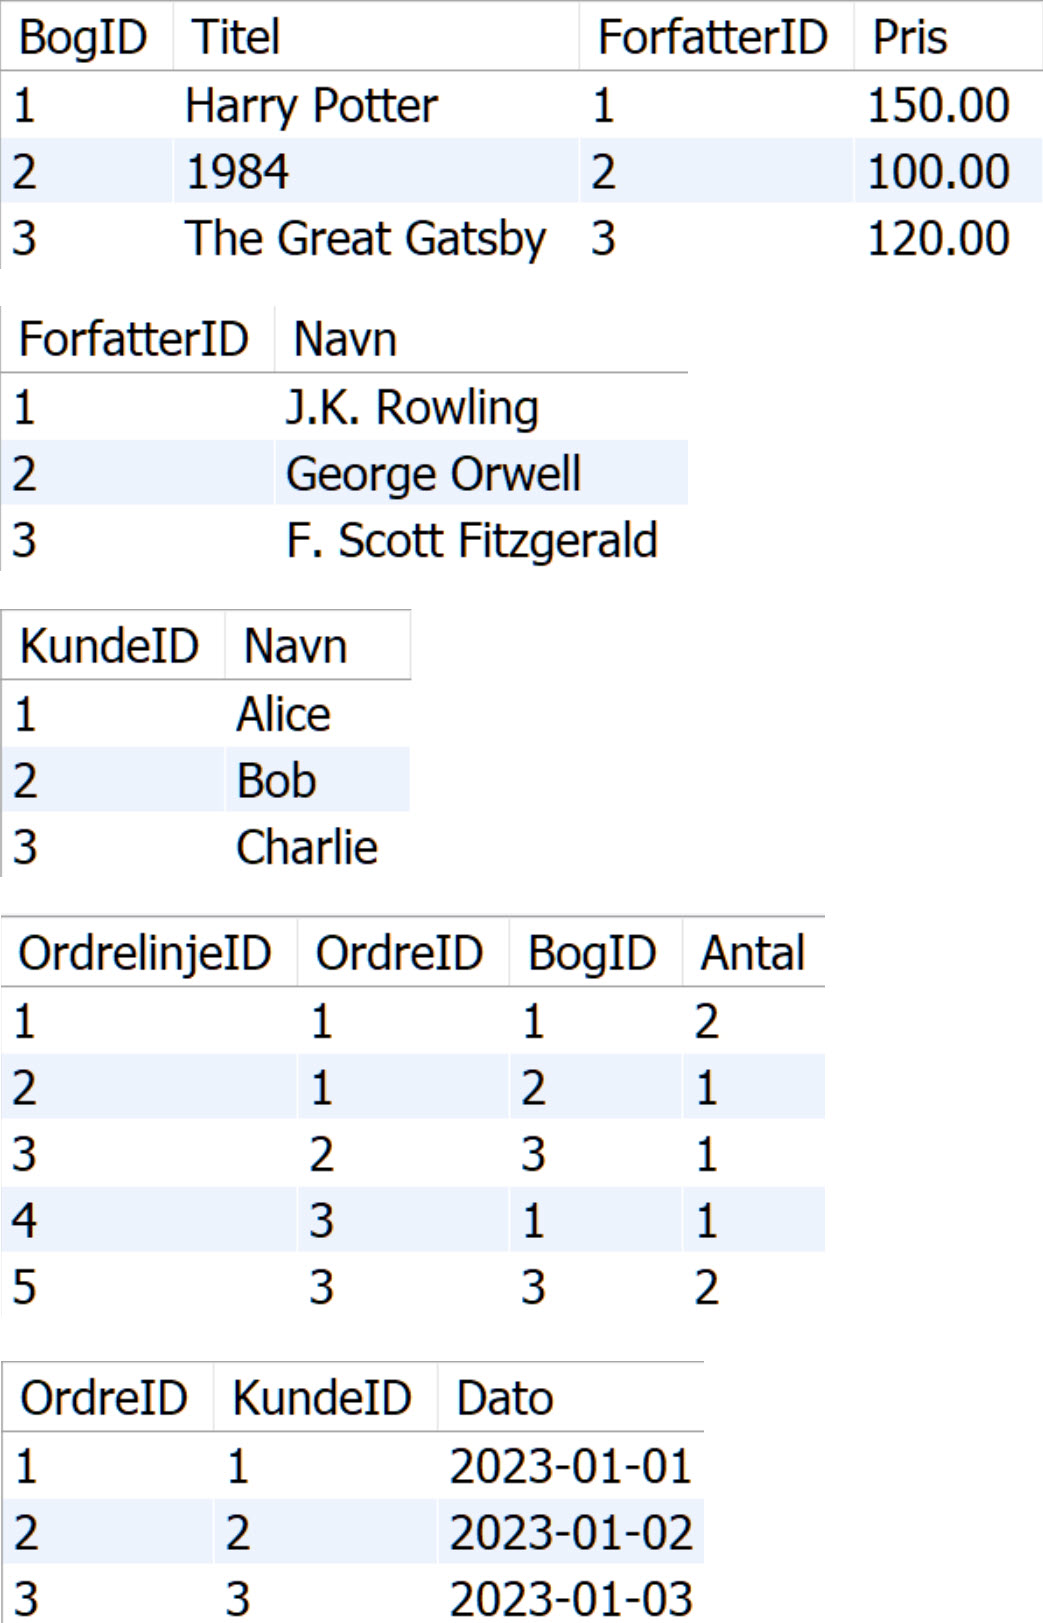 BogID Titel ForfatterID Pris
1 Harry Potter 1 150.00
2 1984 2 100.00
3 The Great Gatsby 3 120.00
ForfatterID Navn
1 J.K. Rowling
2 George Orwell
3 F. Scott Fitzgerald
KundeID Navn
1 Alice
2 Bob
3 Charlie
OrdrelinjeID OrdreID BogID Antal
1 1 1 2
2 1 2 1
3 2 3 1
4 3 1 1
5 3 3 2
OrdreID KundeID Dato
1 1 2023-01-01
2 2 2023-01-02
3 3 2023-01-03